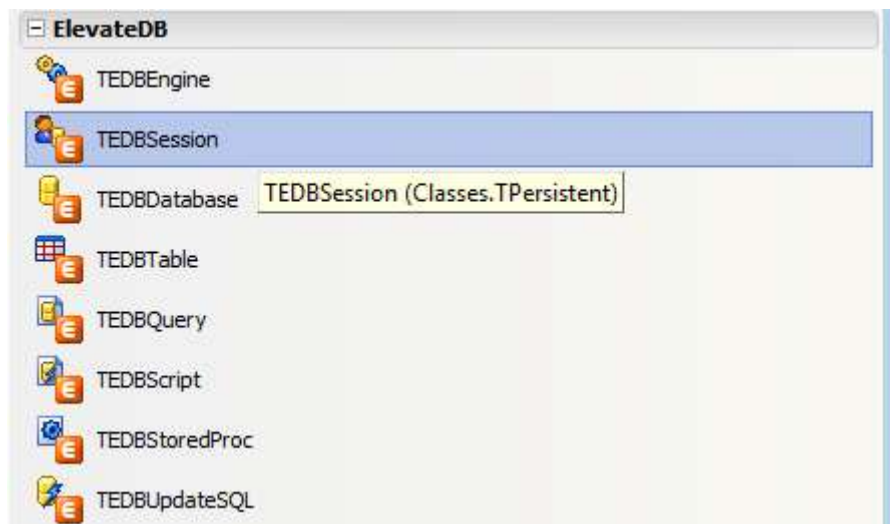 ElevateDB
TEDBEngine
TEDBSession
TEDBDatabase
TEDBSession (Classes.TPersistent)
TEDBTable
TEDBQuery
TEDBScript
TEDBStoredProc
TEDBUpdateSQL